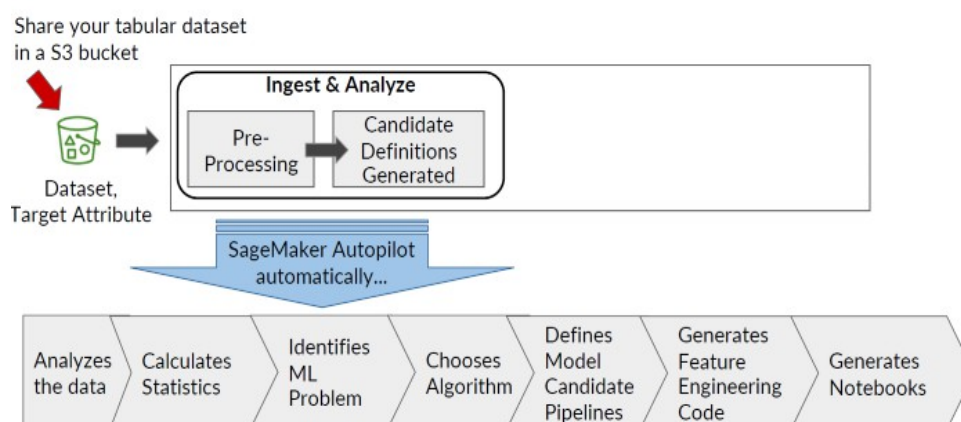 Share your tabular dataset
in a S3 bucket
Ingest & Analyze
Pre-
Processing
Candidate
Definitions
Generated
Dataset,
Target Attribute
SageMaker Autopilot
automatically...
Analyzes
the data
Calculates
Statistics
Identifies
ML
Problem
Chooses
Algorithm
Defines
Model
Candidate
Pipelines
Generates
Feature
Engineering
Code
Generates
Notebooks